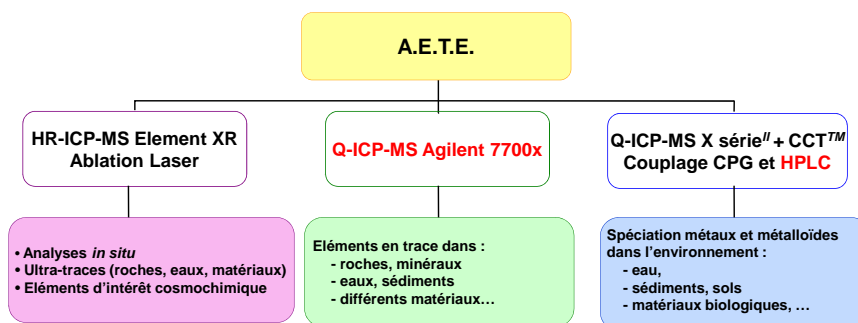 A.E.T.E.
HR-ICP-MS Element XR
Ablation Laser
Q-ICP-MS Agilent 7700x
Q-ICP-MS X série II + CCT TM
Couplage CPG et HPLC
• Analyses in situ
• Ultra-traces (roches, eaux, matériaux)
• Eléments d'intérêt cosmochimique
Eléments en trace dans :
- roches, minéraux
- eaux, sédiments
- différents matériaux…
Spéciation métaux et métalloïdes
dans l'environnement :
- eau,
- sédiments, sols
- matériaux biologiques, …